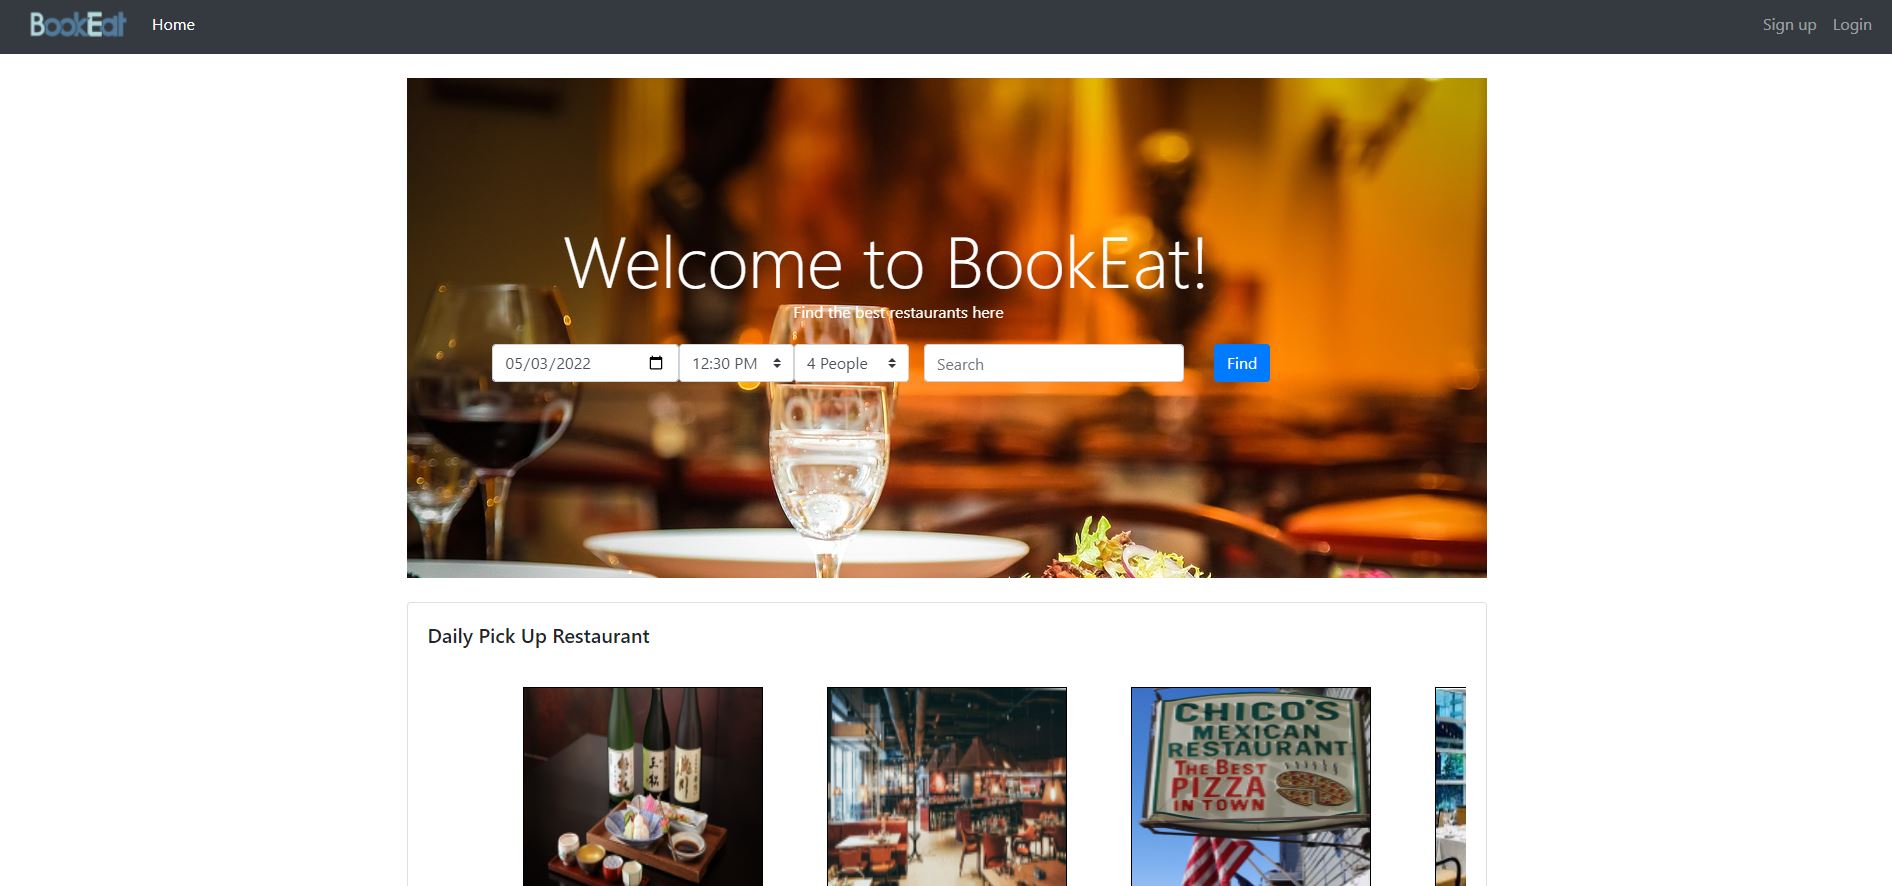 BookEat Home Sign up Login
Welcome to BookEat!
Find the best restaurants here
05/03/2022 12:30 PM 4 People Search Find
Daily Pick Up Restaurant
CHICO'S
MEXICAN
RESTAURANT
THE BEST
PIZZA
IN TOWN